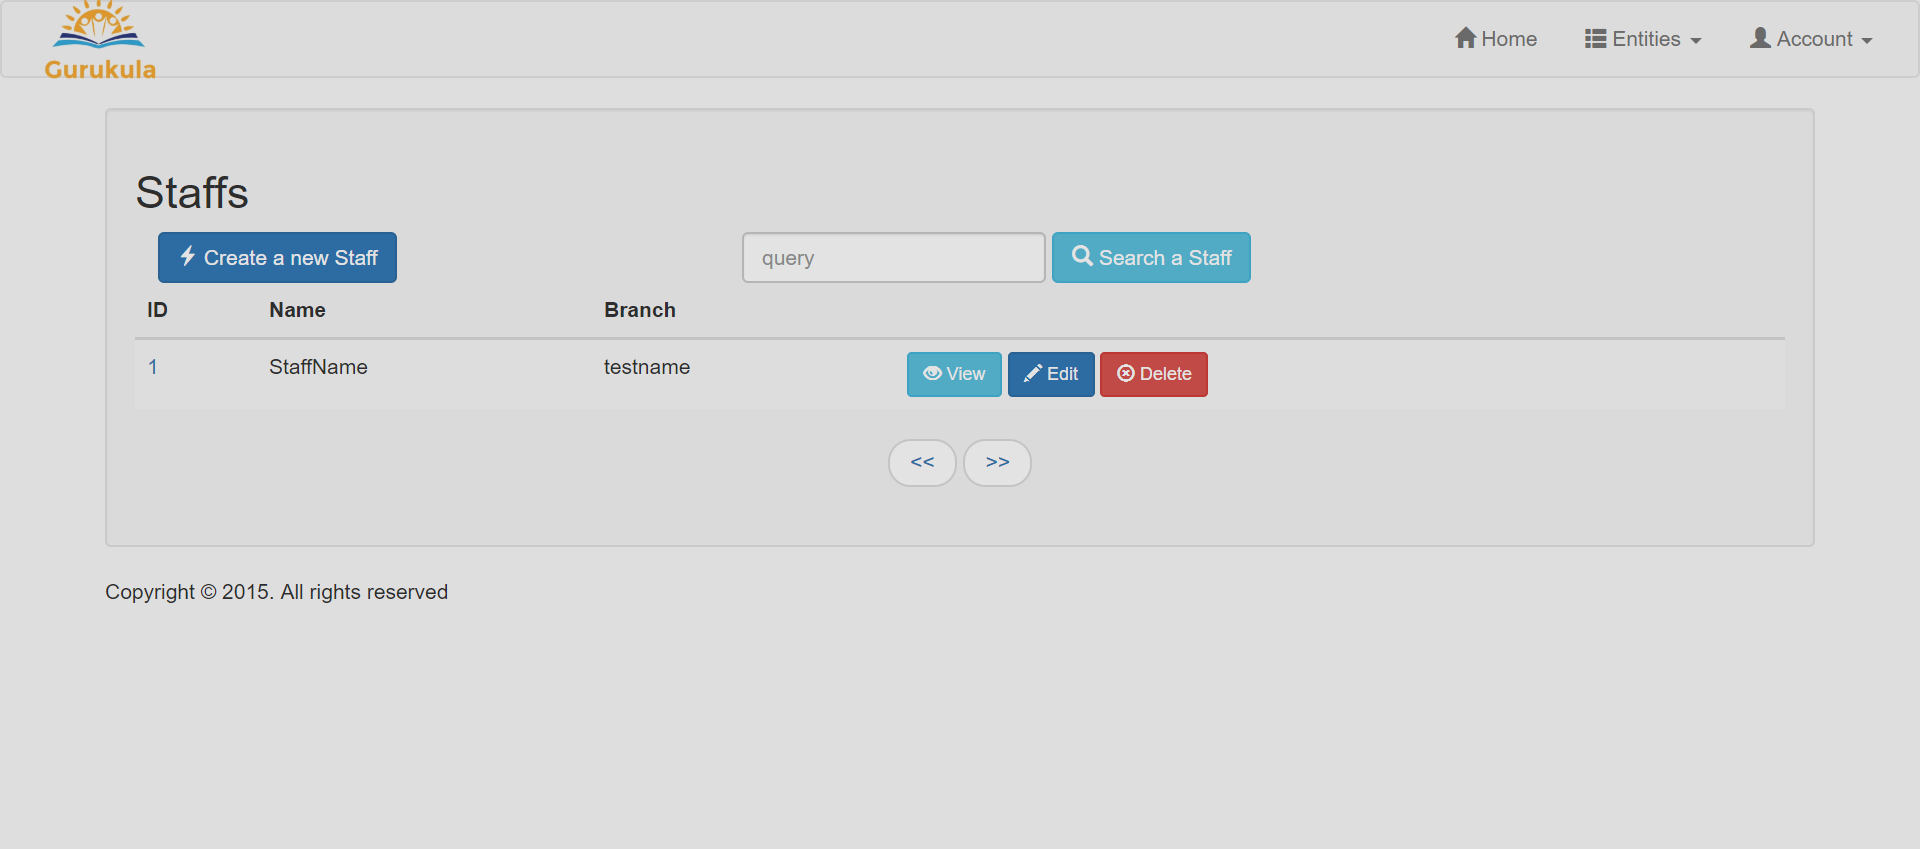 Gurukula
Home Entities Account
Staffs
Create a new Staff query Search a Staff
ID Name Branch
1 StaffName testname View Edit Delete
<< >>
Copyright © 2015. All rights reserved